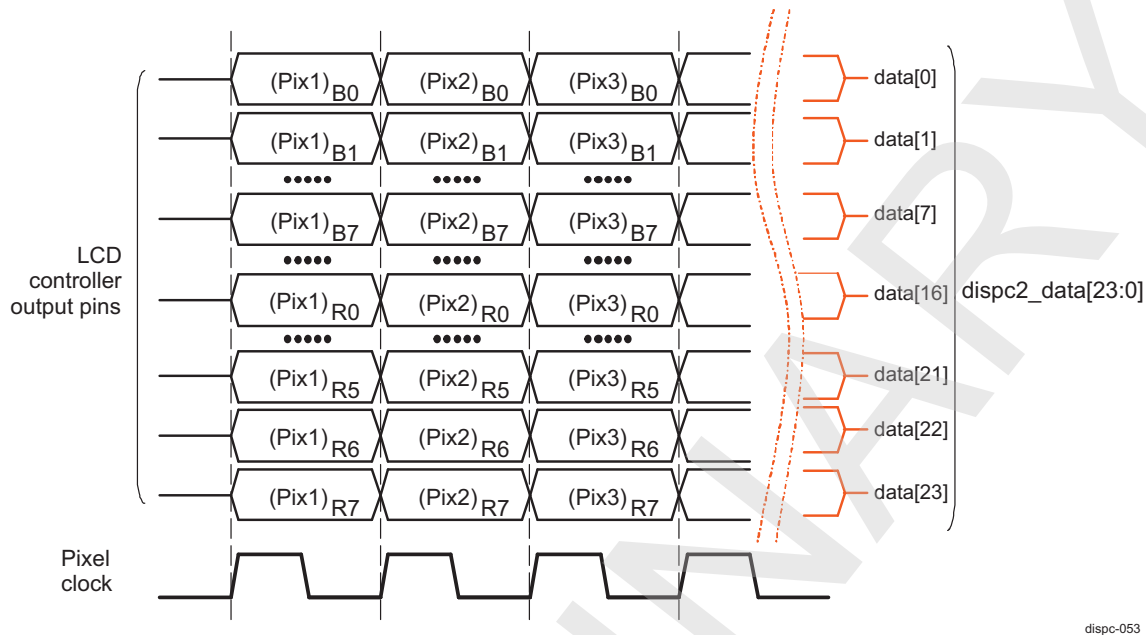 (Pix1)B0 (Pix2)B0 (Pix3)B0 data[0]
(Pix1)B1 (Pix2)B1 (Pix3)B1 data[1]
(Pix1)B7 (Pix2)B7 (Pix3)B7 data[7]
LCD
controller
output pins
(Pix1)R0 (Pix2)R0 (Pix3)R0 data[16] dispc2_data[23:0]
(Pix1)R5 (Pix2)R5 (Pix3)R5 data[21]
(Pix1)R6 (Pix2)R6 (Pix3)R6 data[22]
(Pix1)R7 (Pix2)R7 (Pix3)R7 data[23]
Pixel
clock
dispc-053
NARY